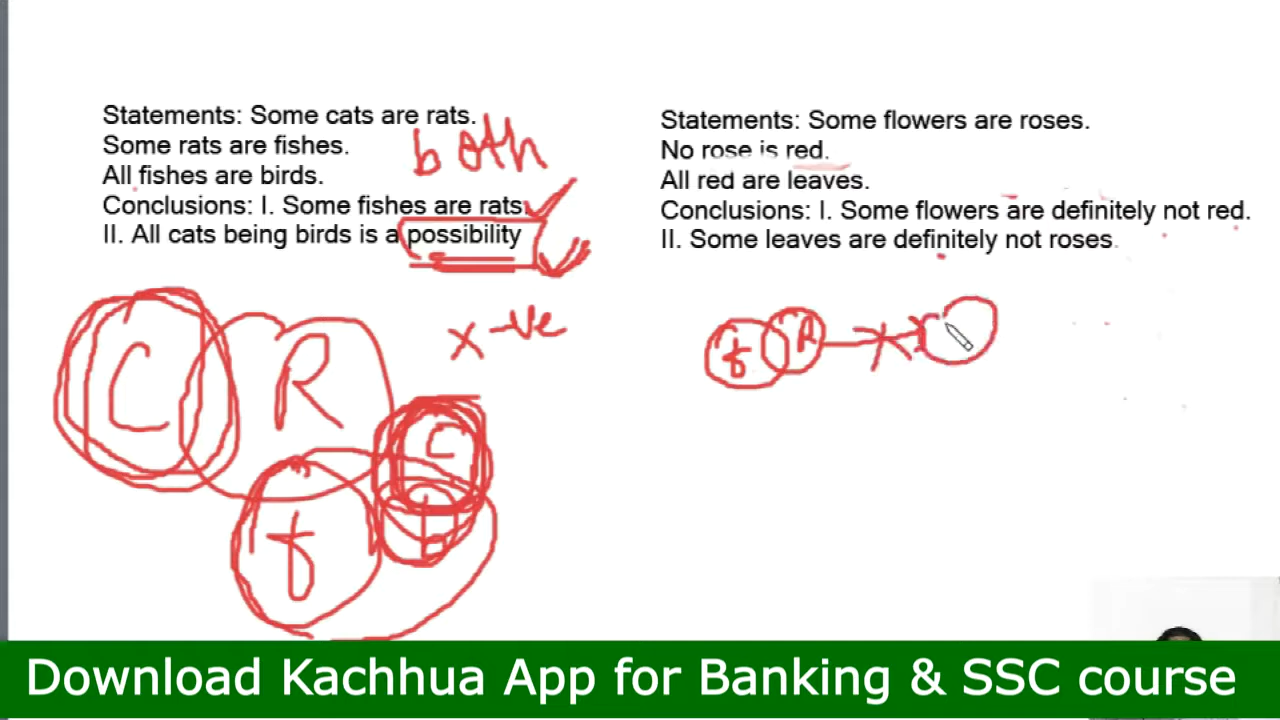 Statements: Some cats are rats.
Some rats are fishes.
All fishes are birds.
Conclusions: I. Some fishes are rats
II. All cats being birds is a possibility
both
x -ve
C
R
f
C
b
Statements: Some flowers are roses.
No rose is red.
All red are leaves.
Conclusions: I. Some flowers are definitely not red.
II. Some leaves are definitely not roses.
f
R
Download Kachhua App for Banking & SSC course